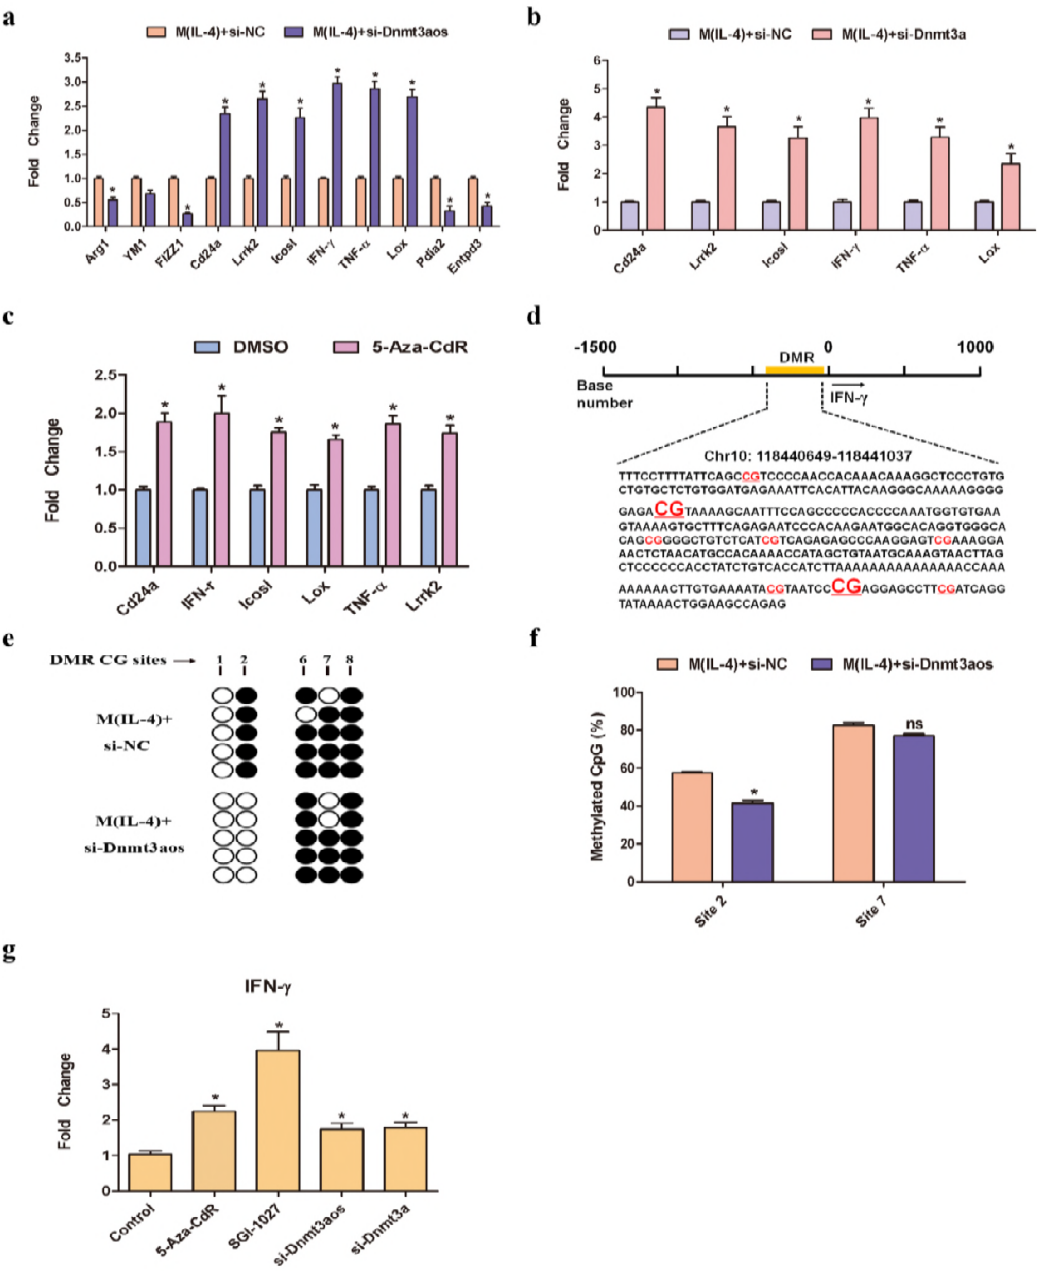 a
M(IL-4)+si-NC M(IL-4)+si-Dnmt3aos
Fold Change
3.5
3.0
2.5
2.0
1.5
1.0
0.5
0.0
* * * * * * * * * *
Arg1 YM1 FIZZ1 Cd24a Lrrk2 Icosl IFN-γ TNF-α Lox Pdia2 Entpd3
b
M(IL-4)+si-NC M(IL-4)+si-Dnmt3a
Fold Change
6
5
4
3
2
1
0
* * * * * *
Cd24a Lrrk2 Icosl IFN-γ TNF-α Lox
c
DMSO 5-Aza-CdR
Fold Change
2.5
2.0
1.5
1.0
0.5
0.0
* * * * * *
Cd24a IFN-r Icosl Lox TNF-α Lrrk2
d
-1500 0 1000
DMR
Base
number
IFN-γ
Chr10: 118440649-118441037
TTTCCTTTTATTCAGCCGTCCCCAACCACAAACAAAGGCTCCCTGTG
CTGTGCTCTGTGGATGAGAAATTCACATTACAAGGGCAAAAAGGGG
GAGACGTAAAAGCAATTTCCAGCCCCCACCCCAAATGGTGTGAA
GTAAAAGTGCTTTCAGAGAATCCCACAAGAATGGCACAGGTGGGCA
CAGCGGGGCTGTCTCATCGTCAGAGAGCCCAAGGAGTCGAAAGGA
AACTCTAACATGCCACAAAACCATAGCTGTAATGCAAAGTAACTTAG
CTCCCCCCACCTATCTGTCACCATCTTAAAAAAAAAAAAAAAACCAAA
AAAAAACTTGTGAAAATACGTAATCCCGAGGAGCCTTCGATCAGG
TATAAAACTGGAAGCCAGAG
e
DMR CG sites → 1 2 6 7 8
M(IL-4)+
si-NC
M(IL-4)+
si-Dnmt3aos
f
M(IL-4)+si-NC M(IL-4)+si-Dnmt3aos
Methylated CpG (%)
100
80
60
40
20
0
* ns
Site 2 Site 7
g
IFN-γ
Fold Change
5
4
3
2
1
0
* * * *
Control 5-Aza-CdR SGI-1027 si-Dnmt3aos si-Dnmt3a